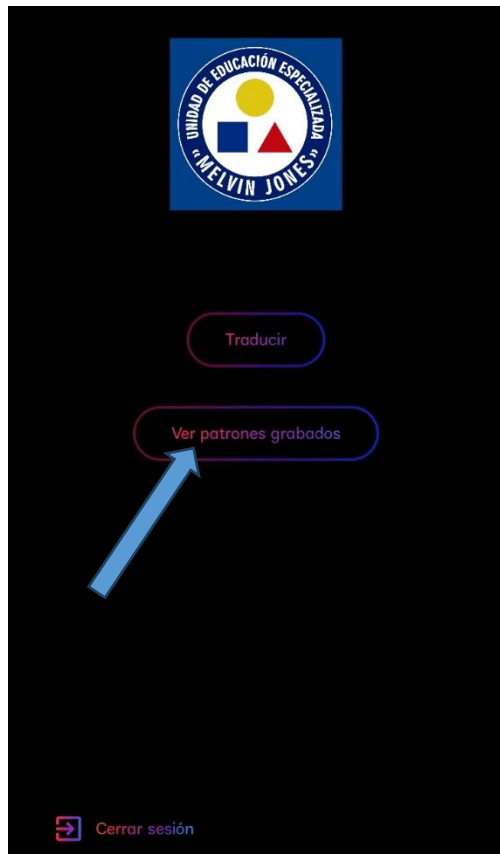 UNIDAD DE EDUCACIÓN ESPECIALIZADA
"MELVIN JONES"
Traducir
Ver patrones grabados
Cerrar sesión